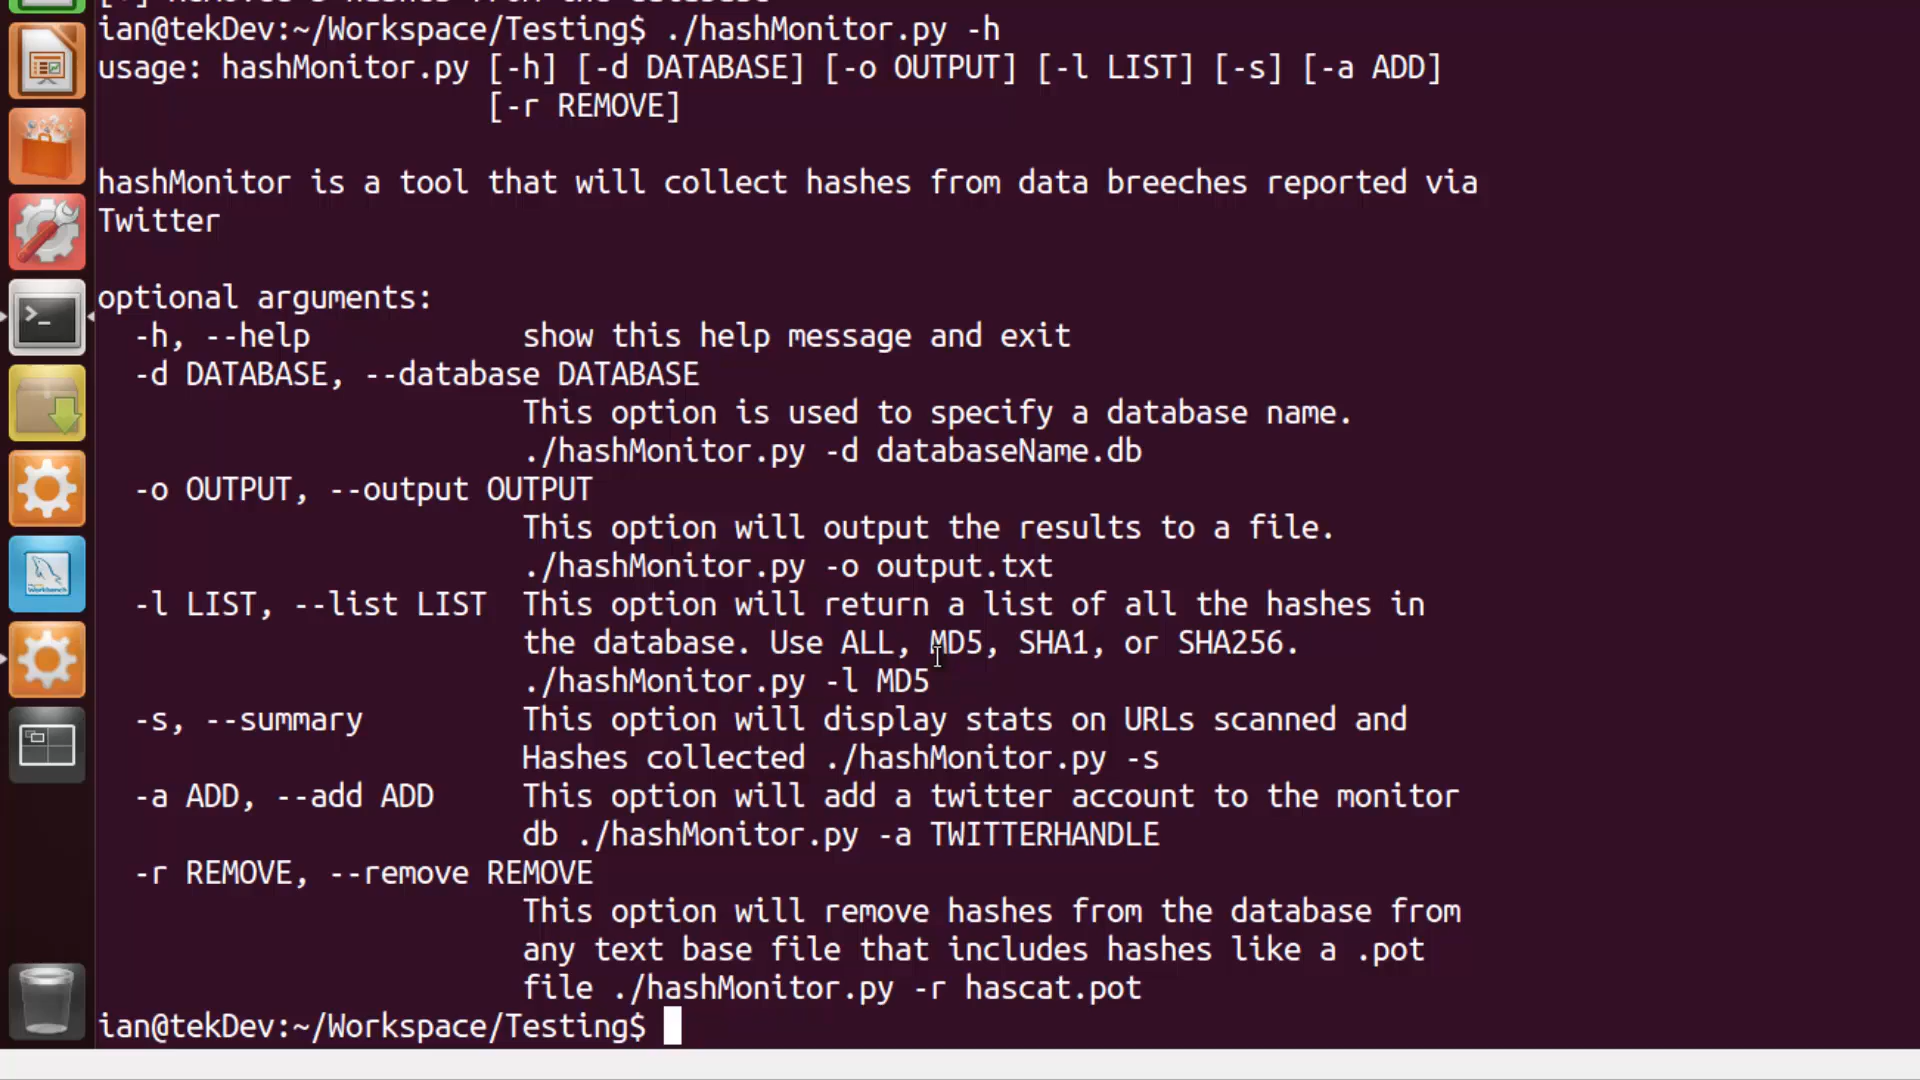 ian@tekDev:~/Workspace/Testing$ ./hashMonitor.py -h
usage: hashMonitor.py [-h] [-d DATABASE] [-o OUTPUT] [-l LIST] [-s] [-a ADD]
[-r REMOVE]
hashMonitor is a tool that will collect hashes from data breeches reported via
Twitter
optional arguments:
-h, --help show this help message and exit
-d DATABASE, --database DATABASE
This option is used to specify a database name.
./hashMonitor.py -d databaseName.db
-o OUTPUT, --output OUTPUT
This option will output the results to a file.
./hashMonitor.py -o output.txt
-l LIST, --list LIST This option will return a list of all the hashes in
the database. Use ALL, MD5, SHA1, or SHA256.
./hashMonitor.py -l MD5
-s, --summary This option will display stats on URLs scanned and
Hashes collected ./hashMonitor.py -s
-a ADD, --add ADD This option will add a twitter account to the monitor
db ./hashMonitor.py -a TWITTERHANDLE
-r REMOVE, --remove REMOVE
This option will remove hashes from the database from
any text base file that includes hashes like a .pot
file ./hashMonitor.py -r hascat.pot
ian@tekDev:~/Workspace/Testing$